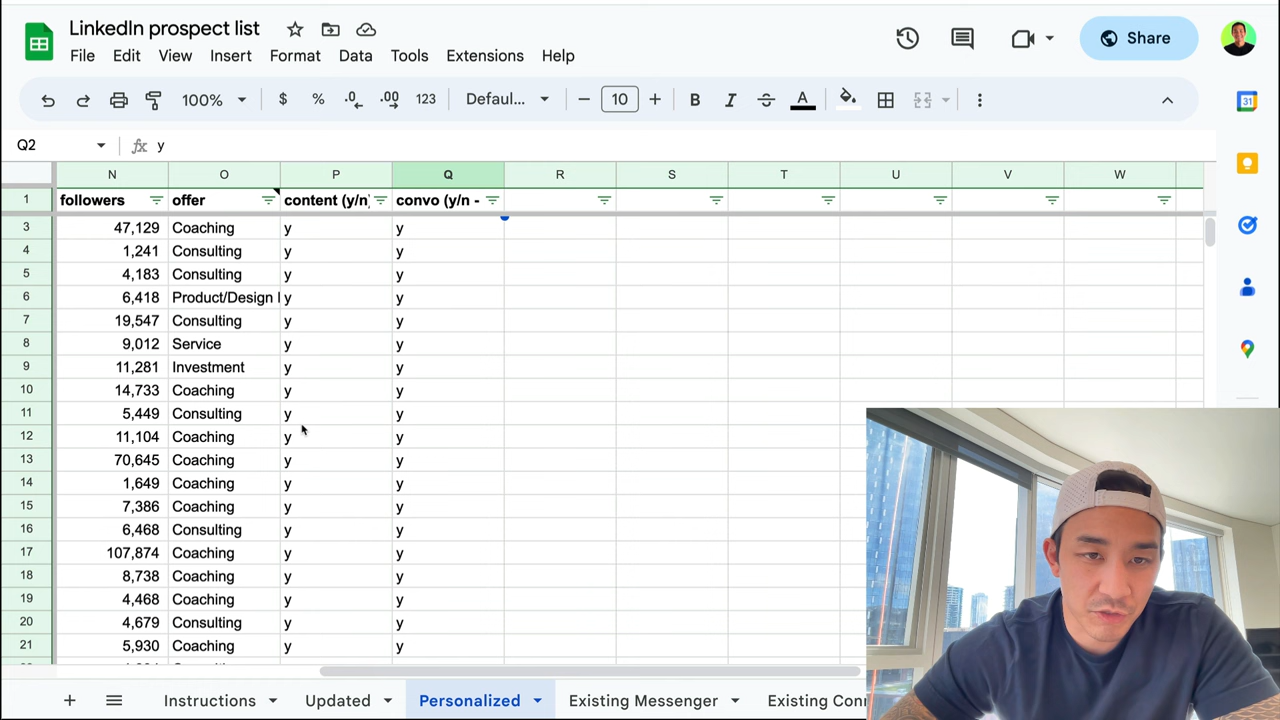 LinkedIn prospect list
File Edit View Insert Format Data Tools Extensions Help
Share
100% $ % .0 .00 123 Defaul... 10 B I A
Q2 fx y
N O P Q R S T U V W
1 followers offer content (y/n) convo (y/n -
3 47,129 Coaching y y
4 1,241 Consulting y y
5 4,183 Consulting y y
6 6,418 Product/Design y y
7 19,547 Consulting y y
8 9,012 Service y y
9 11,281 Investment y y
10 14,733 Coaching y y
11 5,449 Consulting y y
12 11,104 Coaching y y
13 70,645 Coaching y y
14 1,649 Coaching y y
15 7,386 Coaching y y
16 6,468 Consulting y y
17 107,874 Coaching y y
18 8,738 Coaching y y
19 4,468 Coaching y y
20 4,679 Consulting y y
21 5,930 Coaching y y
Instructions Updated Personalized Existing Messenger Existing Conn
31